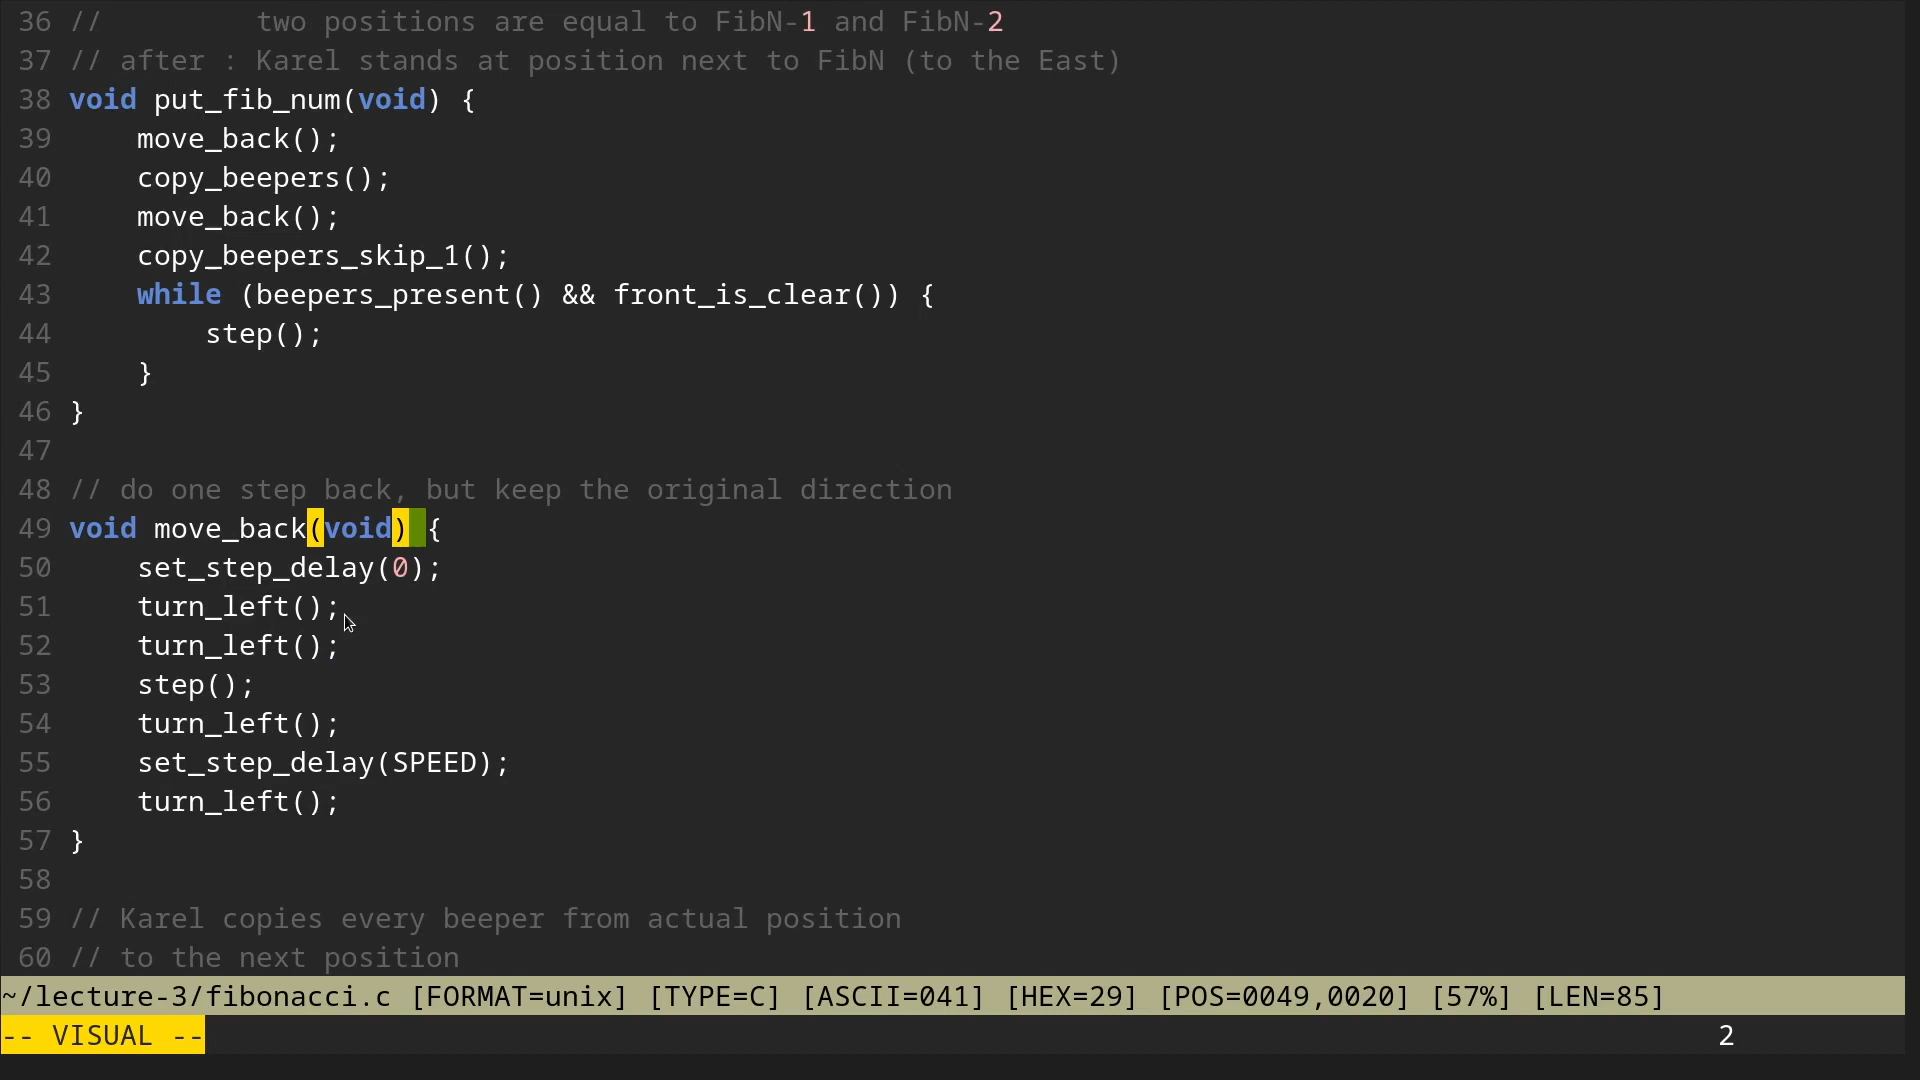 36 //         two positions are equal to FibN-1 and FibN-2
37 // after : Karel stands at position next to FibN (to the East)
38 void put_fib_num(void) {
39     move_back();
40     copy_beepers();
41     move_back();
42     copy_beepers_skip_1();
43     while (beepers_present() && front_is_clear()) {
44         step();
45     }
46 }
47
48 // do one step back, but keep the original direction
49 void move_back(void) {
50     set_step_delay(0);
51     turn_left();
52     turn_left();
53     step();
54     turn_left();
55     set_step_delay(SPEED);
56     turn_left();
57 }
58
59 // Karel copies every beeper from actual position
60 // to the next position
~/lecture-3/fibonacci.c [FORMAT=unix] [TYPE=C] [ASCII=041] [HEX=29] [POS=0049,0020] [57%] [LEN=85]
-- VISUAL -- 2